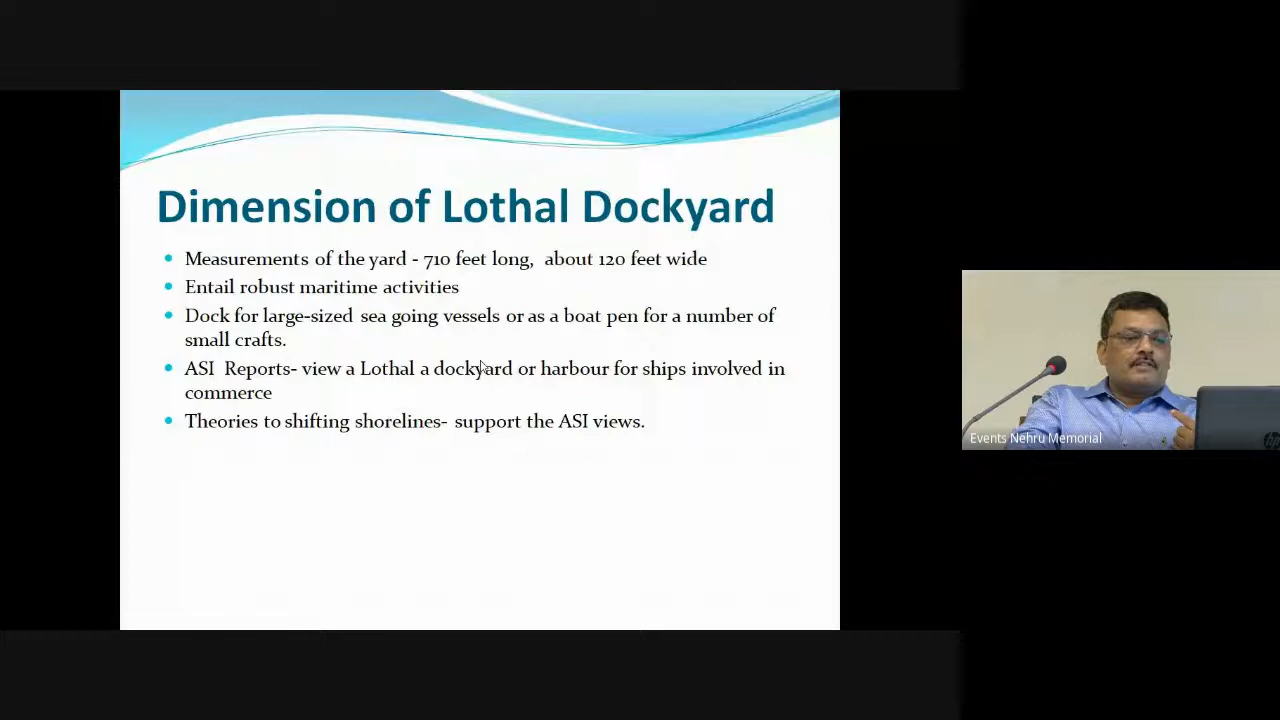 Dimension of Lothal Dockyard
Measurements of the yard - 710 feet long, about 120 feet wide
Entail robust maritime activities
Dock for large-sized sea going vessels or as a boat pen for a number of
small crafts.
ASI Reports- view a Lothal a dockyard or harbour for ships involved in
commerce
Theories to shifting shorelines- support the ASI views.
Events Nehru Memorial
hp